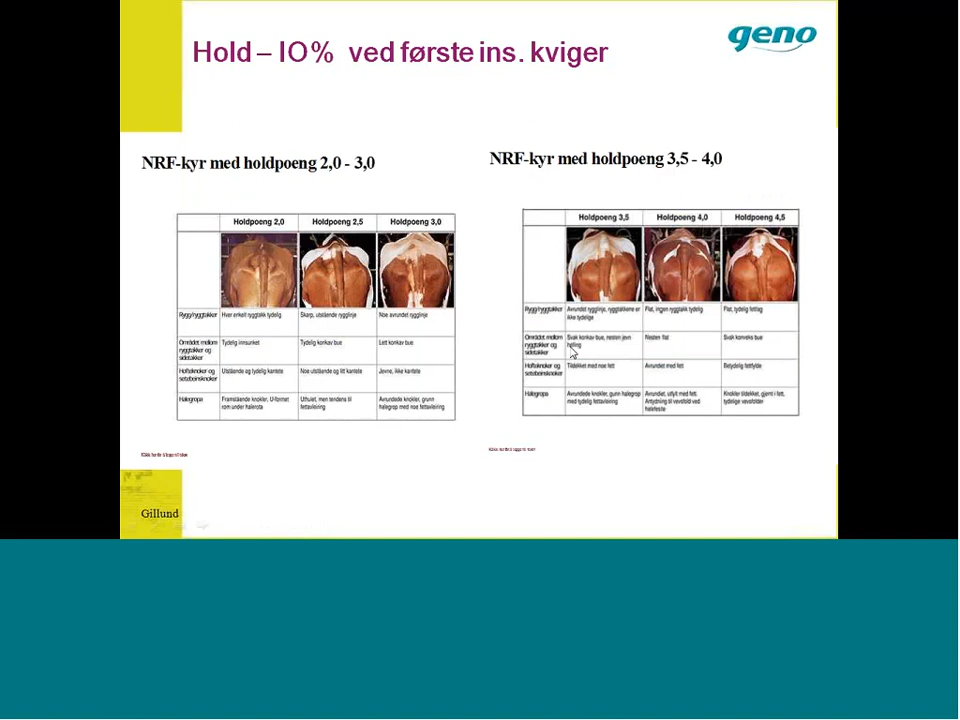 geno
Hold – IO% ved første ins. kviger
NRF-kyr med holdpoeng 2,0 - 3,0
NRF-kyr med holdpoeng 3,5 - 4,0
Holdpoeng 2,0 Holdpoeng 2,5 Holdpoeng 3,0
Rygg/ryggtakker Hver enkelt ryggtakk tydelig Skarp, utstående rygglinje Noe avrundet rygglinje
Området mellom Tydelig innsunket Tydelig konkav bue Lett konkav bue
ryggtakker og
sidetakker
Hofteknoker og Utstående og tydelig kantete Noe utstående og litt kantete Jevne, ikke kantete
setebeinsknoker
Halegropa Framstående knokler, U-formet Uthulet, men tendens til Avrundede knokler, grunn
rom under halerota fettavleiring halegrop med noe fettavleiring
Holdpoeng 3,5 Holdpoeng 4,0 Holdpoeng 4,5
Rygg/ryggtakker Avrundet rygglinje, ryggtakkene er Flat, ingen ryggtakk tydelig Flat, tydelig fettlag
ikke tydelige
Området mellom Svak konkav bue, nesten jevn Nesten flat Svak konveks bue
ryggtakker og helling
sidetakker
Hofteknoker og Tildekket med noe fett Avrundet med fett Betydelig fettfylde
setebeinsknoker
Halegropa Avrundede knokler, grunn halegrop Avrundet, utfylt med fett. Knokler tildekket, gjemt i fett,
med tydelig fettavleiring Antydning til vevsfold ved tydelige vevsfolder
halefeste
Gillund